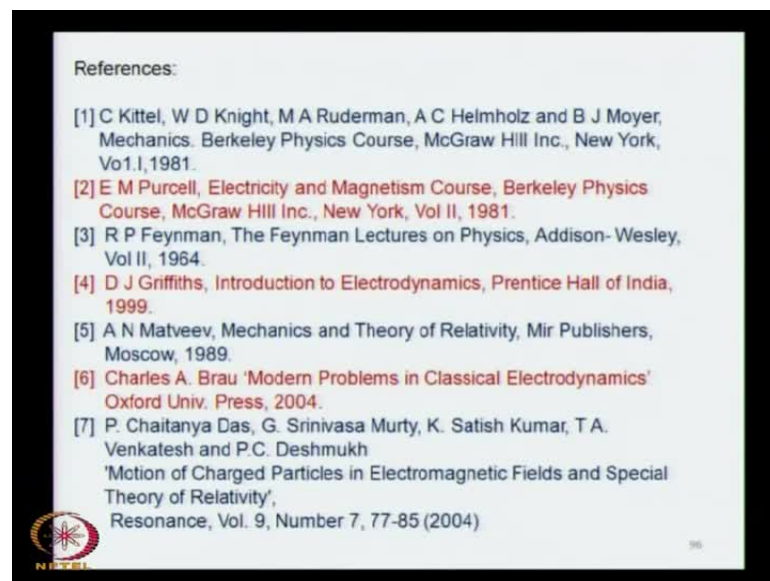 References:
[1] C Kittel, W D Knight, M A Ruderman, A C Helmholz and B J Moyer,
Mechanics. Berkeley Physics Course, McGraw Hill Inc., New York,
Vo1.I,1981.
[2] E M Purcell, Electricity and Magnetism Course, Berkeley Physics
Course, McGraw HIll Inc., New York, Vol II, 1981.
[3] R P Feynman, The Feynman Lectures on Physics, Addison- Wesley,
Vol II, 1964.
[4] D J Griffiths, Introduction to Electrodynamics, Prentice Hall of India,
1999.
[5] A N Matveev, Mechanics and Theory of Relativity, Mir Publishers,
Moscow, 1989.
[6] Charles A. Brau 'Modern Problems in Classical Electrodynamics'
Oxford Univ. Press, 2004.
[7] P. Chaitanya Das, G. Srinivasa Murty, K. Satish Kumar, T A.
Venkatesh and P.C. Deshmukh
'Motion of Charged Particles in Electromagnetic Fields and Special
Theory of Relativity',
Resonance, Vol. 9, Number 7, 77-85 (2004)
96
NPTEL